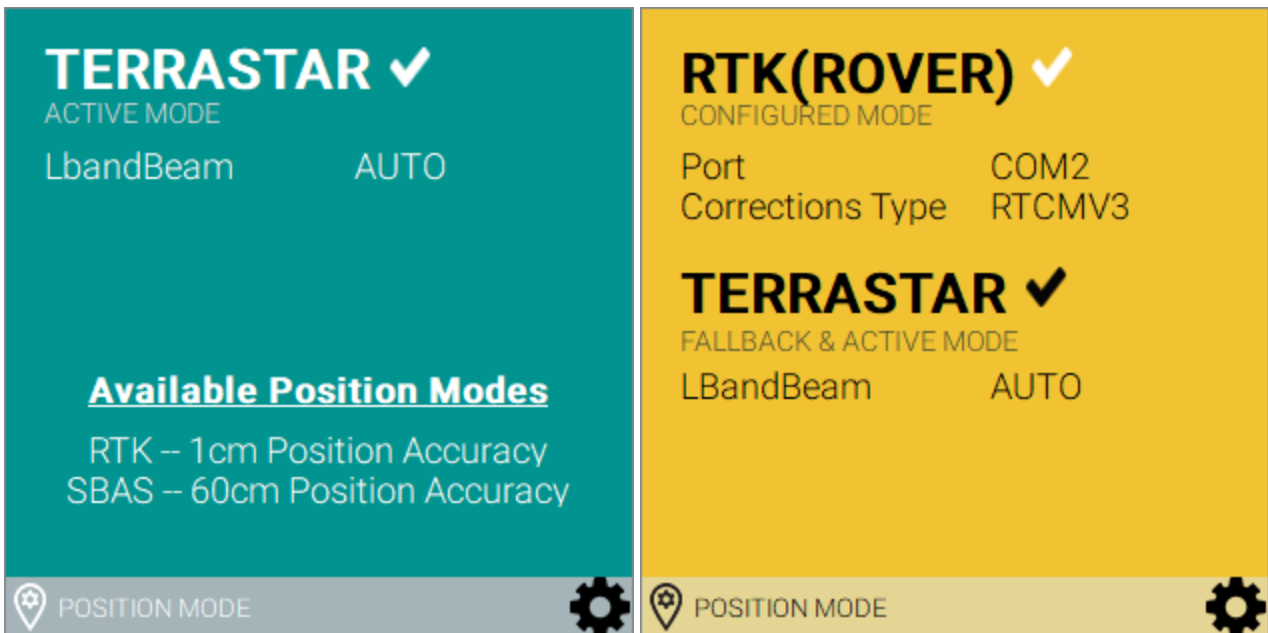 TERRASTAR
ACTIVE MODE
LbandBeam AUTO
Available Position Modes
RTK -- 1cm Position Accuracy
SBAS -- 60cm Position Accuracy
POSITION MODE
RTK(ROVER)
CONFIGURED MODE
Port COM2
Corrections Type RTCMV3
TERRASTAR
FALLBACK & ACTIVE MODE
LBandBeam AUTO
POSITION MODE